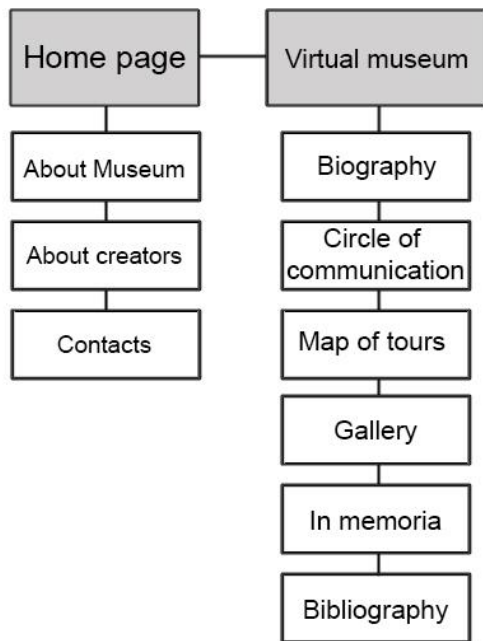 Home page
Virtual museum
About Museum
About creators
Contacts
Biography
Circle of
communication
Map of tours
Gallery
In memoria
Bibliography